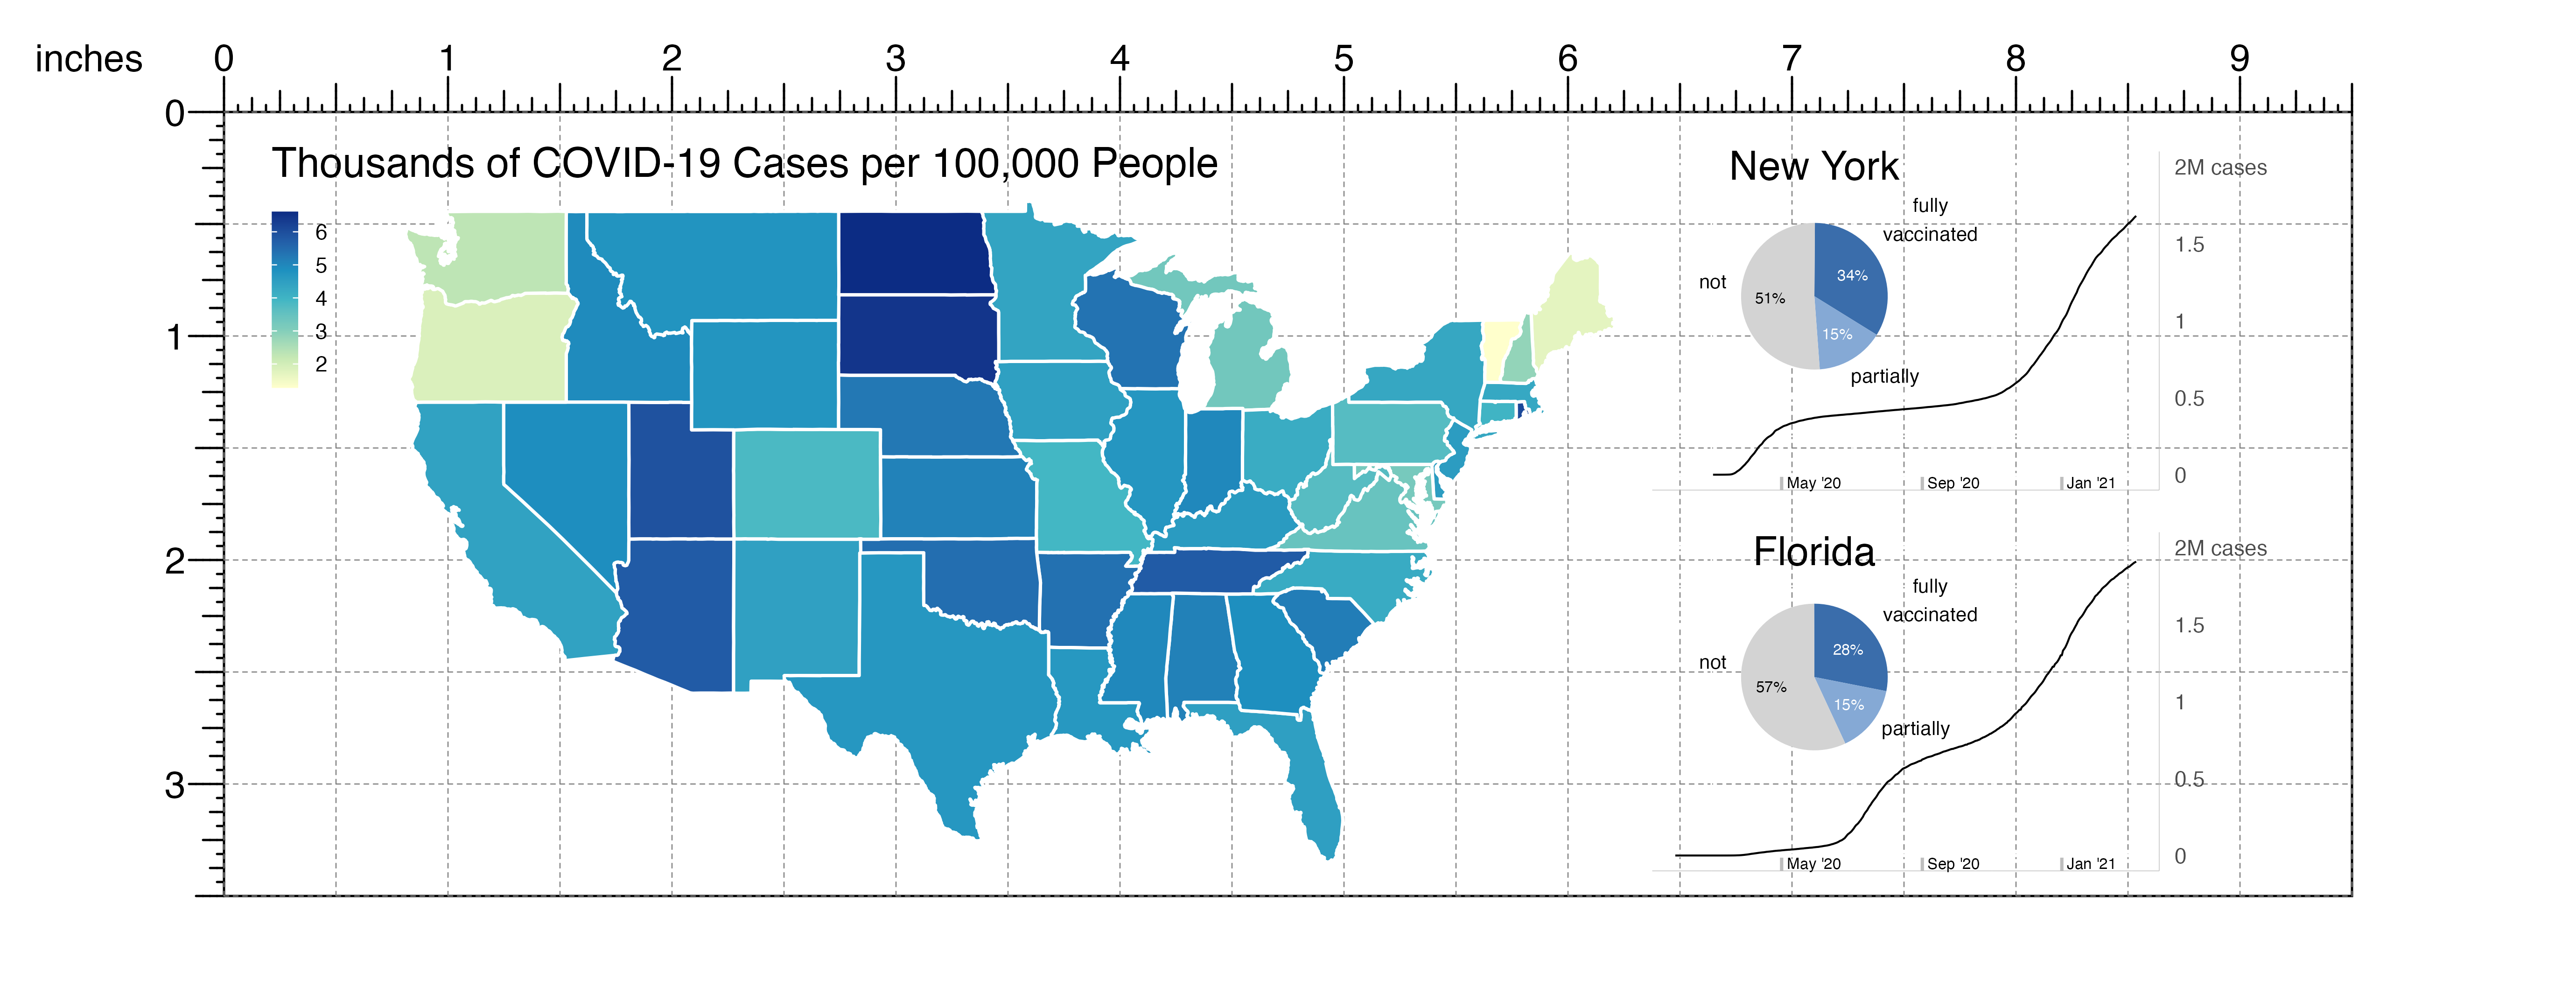 inches 0 1 2 3 4 5 6 7 8 9
0
1
2
3
Thousands of COVID-19 Cases per 100,000 People
6
5
4
3
2
New York
fully
vaccinated
34%
not
51%
15%
partially
2M cases
1.5
1
0.5
0
May '20 Sep '20 Jan '21
Florida
fully
vaccinated
28%
not
57%
15%
partially
2M cases
1.5
1
0.5
0
May '20 Sep '20 Jan '21